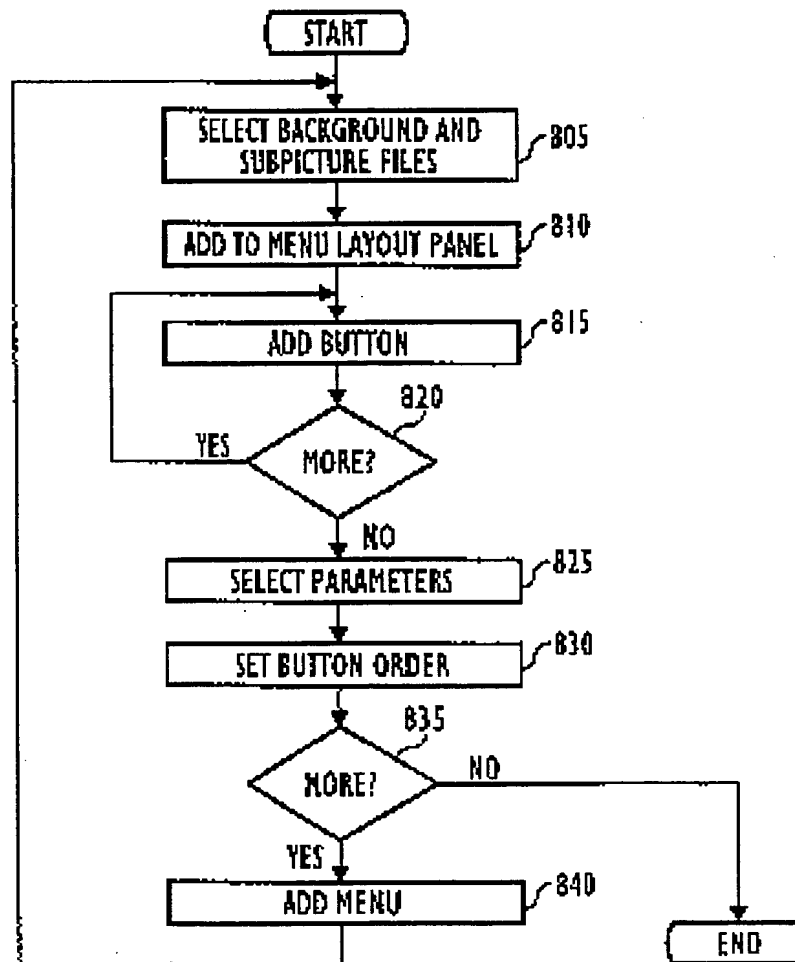 START
SELECT BACKGROUND AND
SUBPICTURE FILES
805
ADD TO MENU LAYOUT PANEL
810
ADD BUTTON
815
820
YES
MORE?
NO
SELECT PARAMETERS
825
SET BUTTON ORDER
830
835
MORE?
NO
YES
ADD MENU
840
END